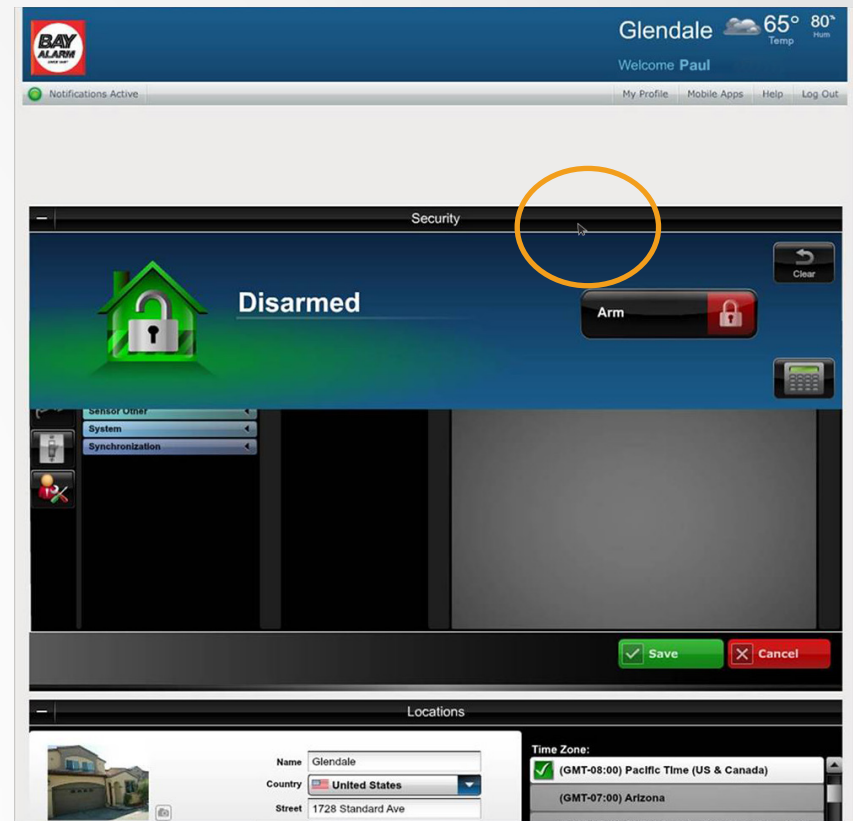 BAY
ALARM
Glendale
65°
Temp
80%
Hum
Welcome Paul
Notifications Active
My Profile
Mobile Apps
Help
Log Out
Security
Disarmed
Arm
Clear
Sensor Other
System
Synchronization
Save
Cancel
Locations
Name
Glendale
Country
United States
Street
1728 Standard Ave
Time Zone:
(GMT-08:00) Pacific Time (US & Canada)
(GMT-07:00) Arizona